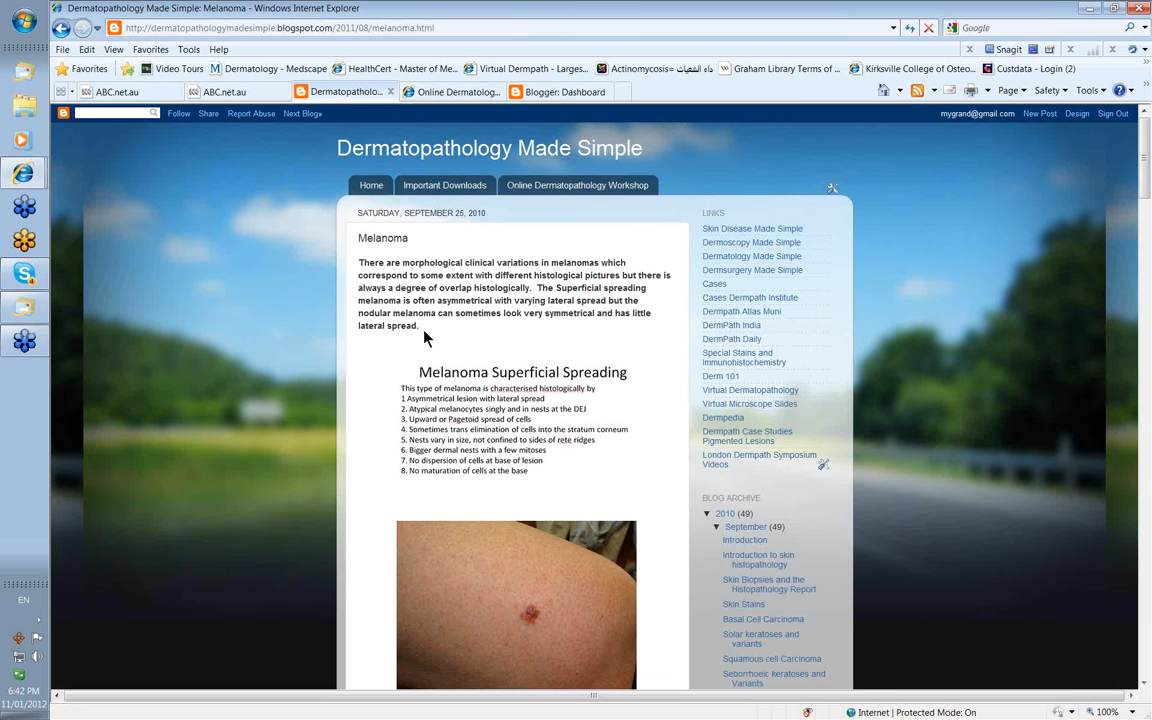 Dermatopathology Made Simple: Melanoma - Windows Internet Explorer
http://dermatopathologymadesimple.blogspot.com/2011/08/melanoma.html
Google
File Edit View Favorites Tools Help
Snagit
Favorites Video Tours Dermatology - Medscape HealthCert - Master of Me... Virtual Dermpath - Larges... Actinomycosis= داء الشعيات Graham Library Terms of ... Kirksville College of Osteo... Custdata - Login (3)
ABC.net.au ABC.net.au Dermatopatholo... Online Dermatolog... Blogger: Dashboard
Page Safety Tools
Follow Share Report Abuse Next Blog» mygrand@gmail.com New Post Design Sign Out
Dermatopathology Made Simple
Home Important Downloads Online Dermatopathology Workshop
SATURDAY, SEPTEMBER 25, 2010
Melanoma
There are morphological clinical variations in melanomas which
correspond to some extent with different histological pictures but there is
always a degree of overlap histologically. The Superficial spreading
melanoma is often asymmetrical with varying lateral spread but the
nodular melanoma can sometimes look very symmetrical and has little
lateral spread.
Melanoma Superficial Spreading
This type of melanoma is characterised histologically by
1 Asymmetrical lesion with lateral spread
2. Atypical melanocytes singly and in nests at the DEJ
3. Upward or Pagetoid spread of cells
4. Sometimes trans elimination of cells into the stratum corneum
5. Nests vary in size, not confined to sides of rete ridges
6. Bigger dermal nests with a few mitoses
7. No dispersion of cells at base of lesion
8. No maturation of cells at the base
LINKS
Skin Disease Made Simple
Dermoscopy Made Simple
Dermatology Made Simple
Dermsurgery Made Simple
Cases
Cases Dermpath Institute
Dermpath Atlas Muni
DermPath India
DermPath Daily
Special Stains and
Immunohistochemistry
Derm 101
Virtual Dermatopathology
Virtual Microscope Slides
Dermpedia
Dermpath Case Studies
Pigmented Lesions
London Dermpath Symposium
Videos
BLOG ARCHIVE
▼ 2010 (49)
▼ September (49)
Introduction
Introduction to skin
histopathology
Skin Biopsies and the
Histopathology Report
Skin Stains
Basal Cell Carcinoma
Solar keratoses and
variants
Squamous cell Carcinoma
Seborrhoeic keratoses and
Variants
EN
6:42 PM
11/01/2012
Internet | Protected Mode: On
100%